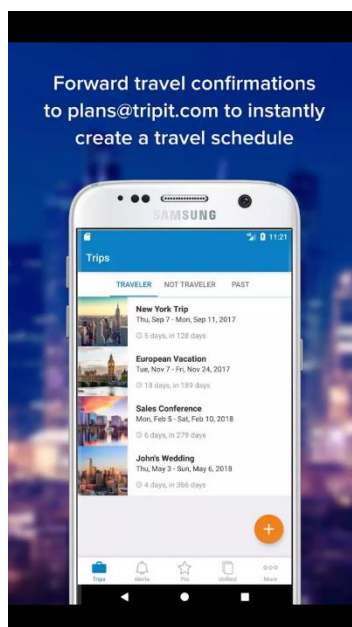 Forward travel confirmations
to plans@tripit.com to instantly
create a travel schedule
SAMSUNG
11:21
Trips
TRAVELER NOT TRAVELER PAST
New York Trip
Thu, Sep 7 - Mon, Sep 11, 2017
5 days, in 128 days
European Vacation
Tue, Nov 7 - Fri, Nov 24, 2017
18 days, in 189 days
Sales Conference
Mon, Feb 5 - Sat, Feb 10, 2018
6 days, in 279 days
John's Wedding
Thu, May 3 - Sun, May 6, 2018
4 days, in 366 days
+
Trips Alerts Pro Unfiled More